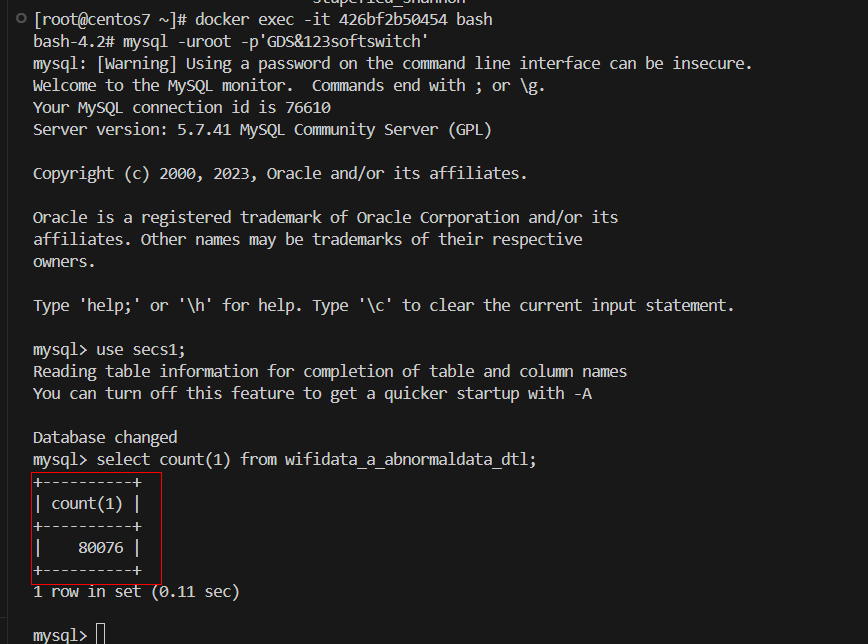 [root@centos7 ~]# docker exec -it 426bf2b50454 bash
bash-4.2# mysql -uroot -p'GDS&123softswitch'
mysql: [Warning] Using a password on the command line interface can be insecure.
Welcome to the MySQL monitor.  Commands end with ; or \g.
Your MySQL connection id is 76610
Server version: 5.7.41 MySQL Community Server (GPL)

Copyright (c) 2000, 2023, Oracle and/or its affiliates.

Oracle is a registered trademark of Oracle Corporation and/or its
affiliates. Other names may be trademarks of their respective
owners.

Type 'help;' or '\h' for help. Type '\c' to clear the current input statement.

mysql> use secs1;
Reading table information for completion of table and column names
You can turn off this feature to get a quicker startup with -A

Database changed
mysql> select count(1) from wifidata_a_abnormaldata_dtl;
+----------+
| count(1) |
+----------+
|    80076 |
+----------+
1 row in set (0.11 sec)

mysql>